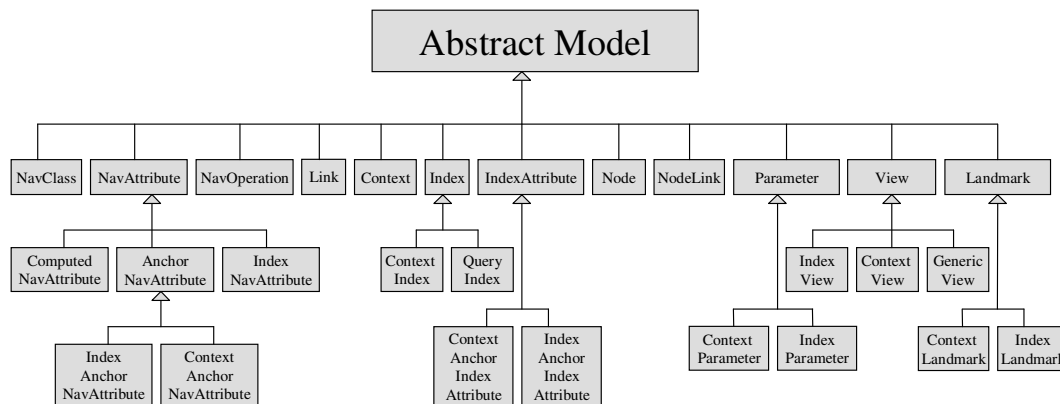 Abstract Model
NavClass
NavAttribute
NavOperation
Link
Context
Index
IndexAttribute
Node
NodeLink
Parameter
View
Landmark
Computed
NavAttribute
Anchor
NavAttribute
Index
NavAttribute
Context
Index
Query
Index
Index
View
Context
View
Generic
View
Index
Anchor
NavAttribute
Context
Anchor
NavAttribute
Context
Anchor
Index
Attribute
Index
Anchor
Index
Attribute
Context
Parameter
Index
Parameter
Context
Landmark
Index
Landmark